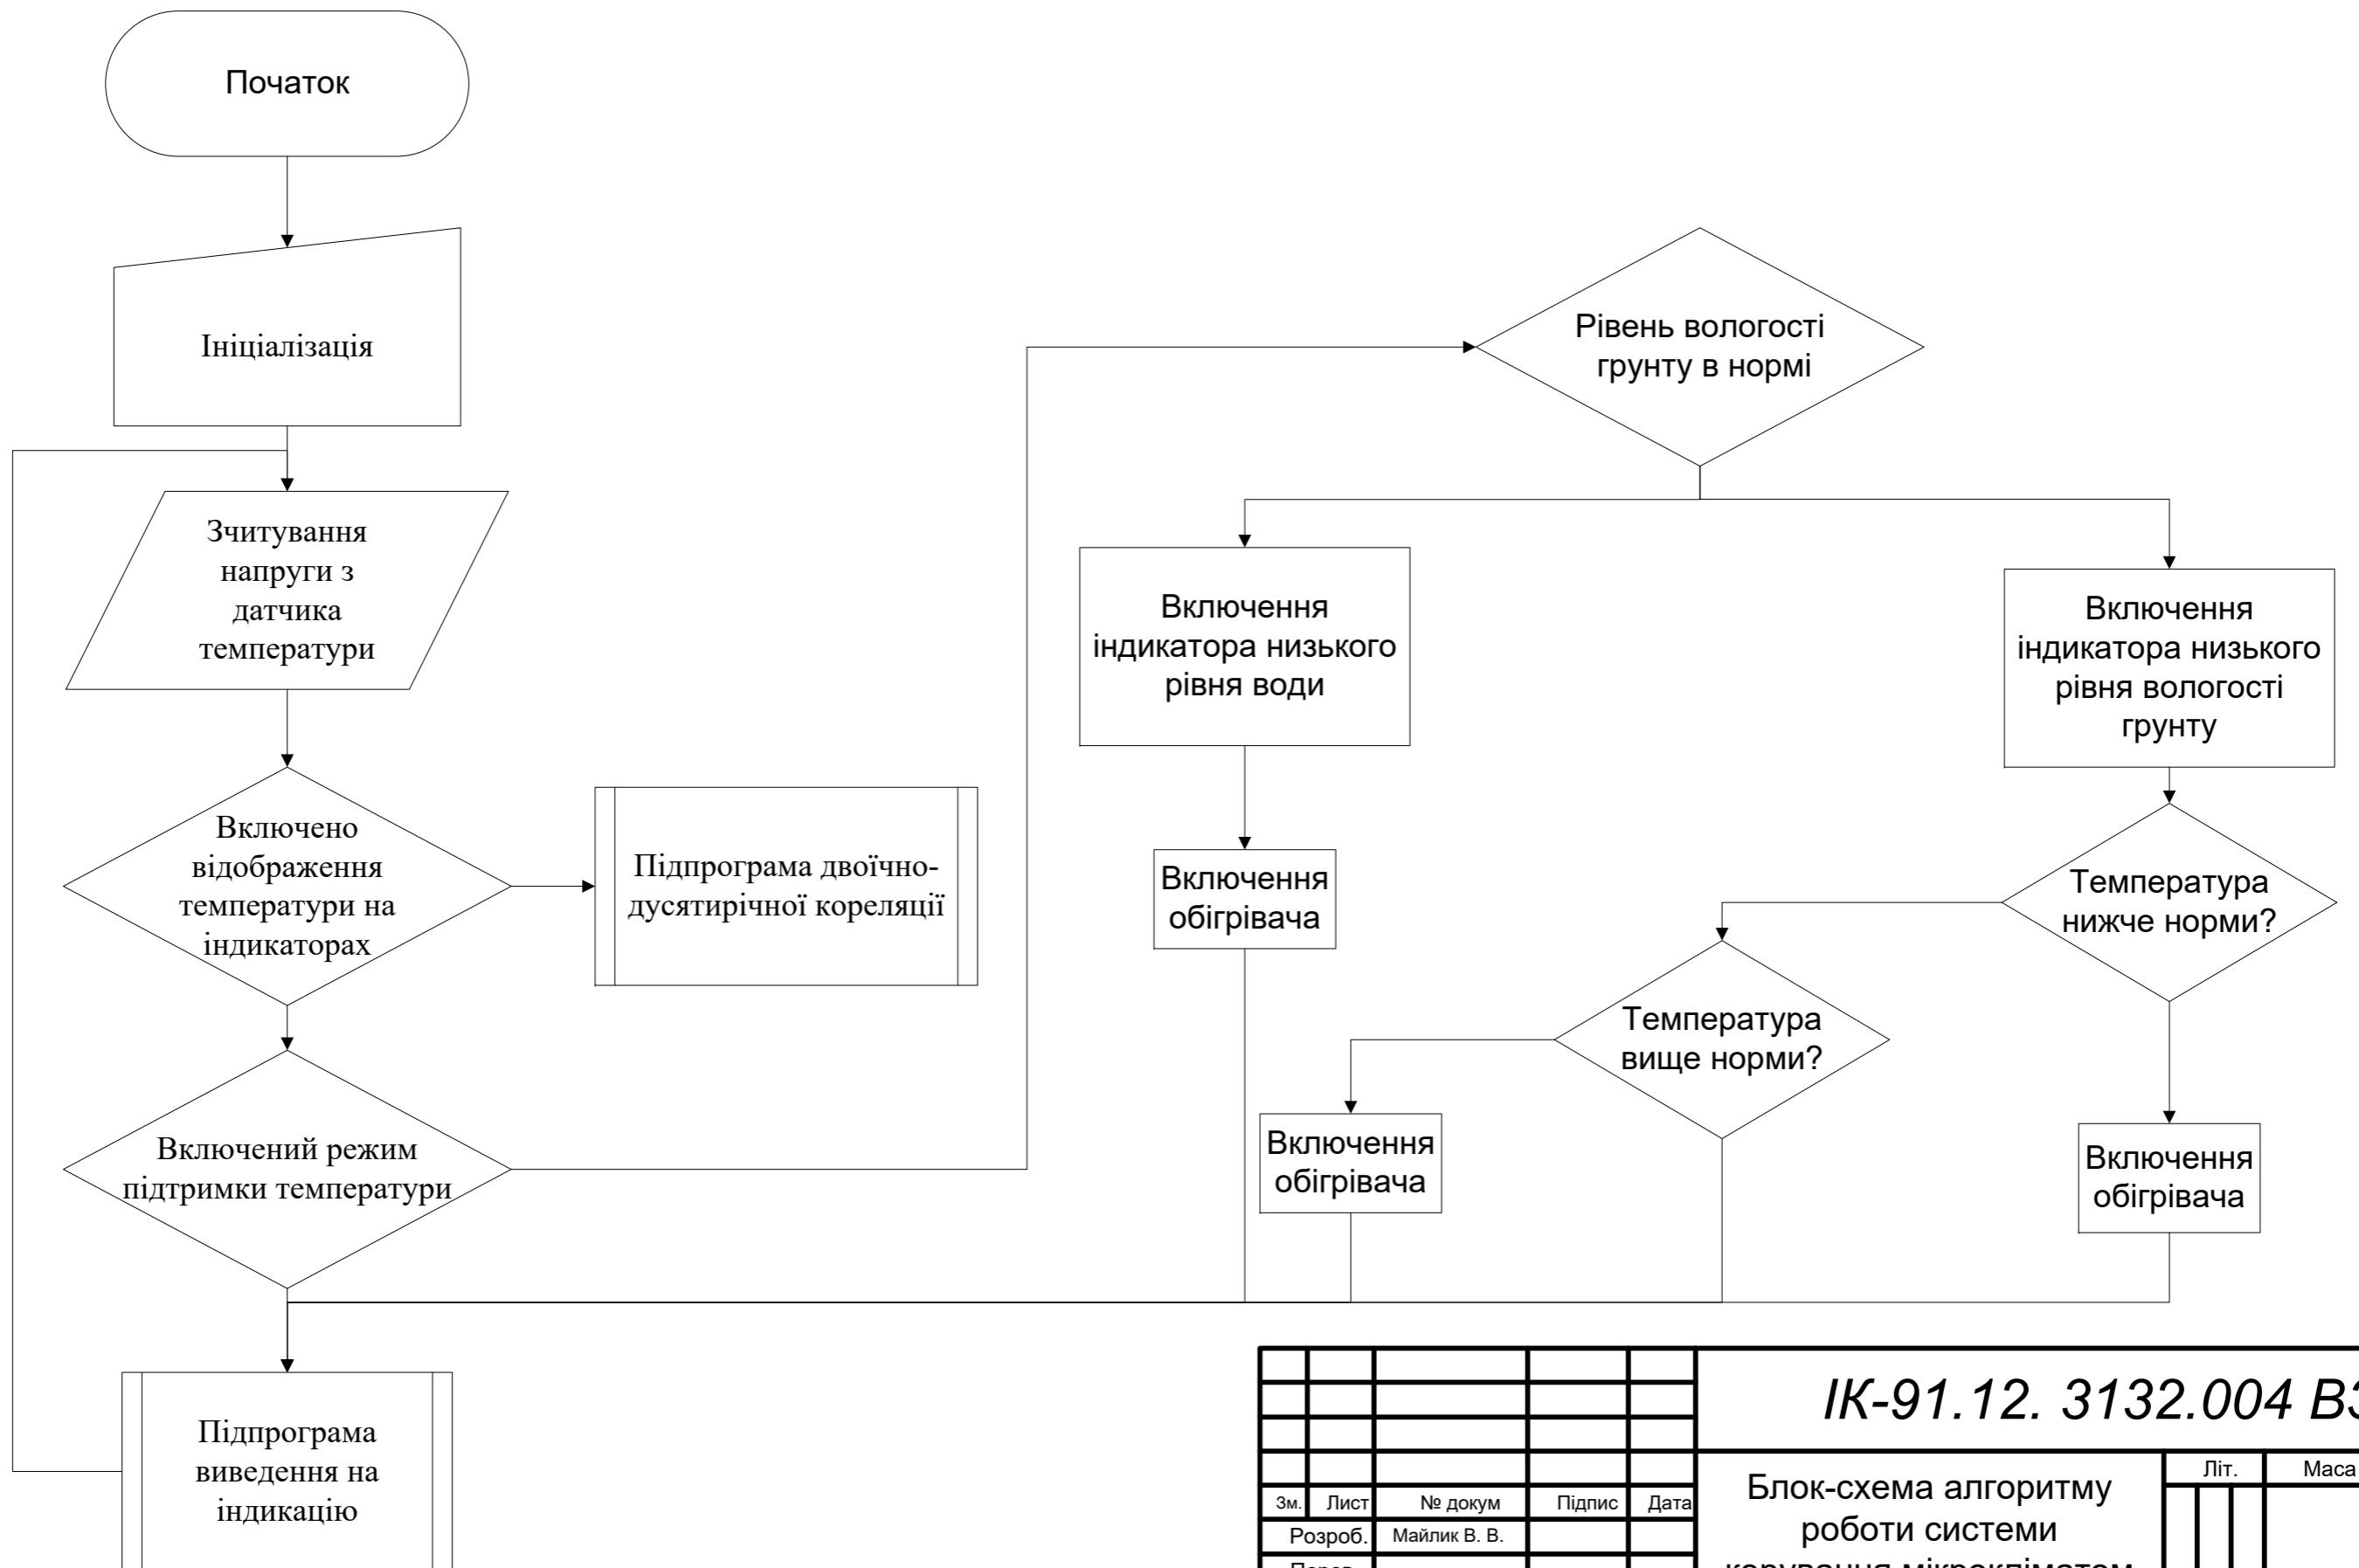 Початок
Ініціалізація
Зчитування
напруги з
датчика
температури
Включено
відображення
температури на
індикаторах
Підпрограма двоїчно-
дусятирічної кореляції
Включений режим
підтримки температури
Підпрограма
виведення на
індикацію
Рівень вологості
грунту в нормі
Включення
індикатора низького
рівня води
Включення
обігрівача
Включення
індикатора низького
рівня вологості
грунту
Температура
нижче норми?
Температура
вище норми?
Включення
обігрівача
Включення
обігрівача
ІК-91.12. 3132.004
Зм. Лист № докум Підпис Дата
Розроб. Майлик В. В.
Блок-схема алгоритму
роботи системи
керування мікрокліматом
Літ. Маса